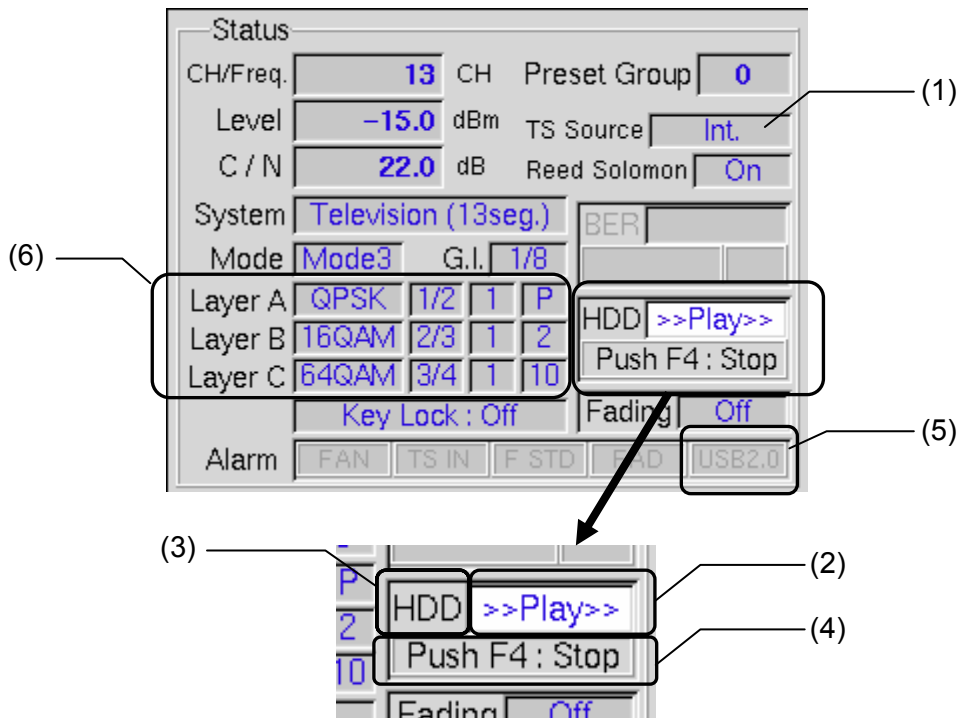 Status
CH/Freq. 13 CH Preset Group 0
(1)
Level −15.0 dBm TS Source Int.
C / N 22.0 dB Reed Solomon On
System Television (13seg.) BER
(6)
Mode Mode3 G.I. 1/8
Layer A QPSK 1/2 1 P
HDD >>Play>>
Layer B 16QAM 2/3 1 2
Push F4 : Stop
Layer C 64QAM 3/4 1 10
Key Lock : Off Fading Off
(5)
Alarm FAN TS IN F STD USB2.0
(3)
(2)
P
HDD >>Play>>
2
(4)
Push F4 : Stop
10
Fading Off